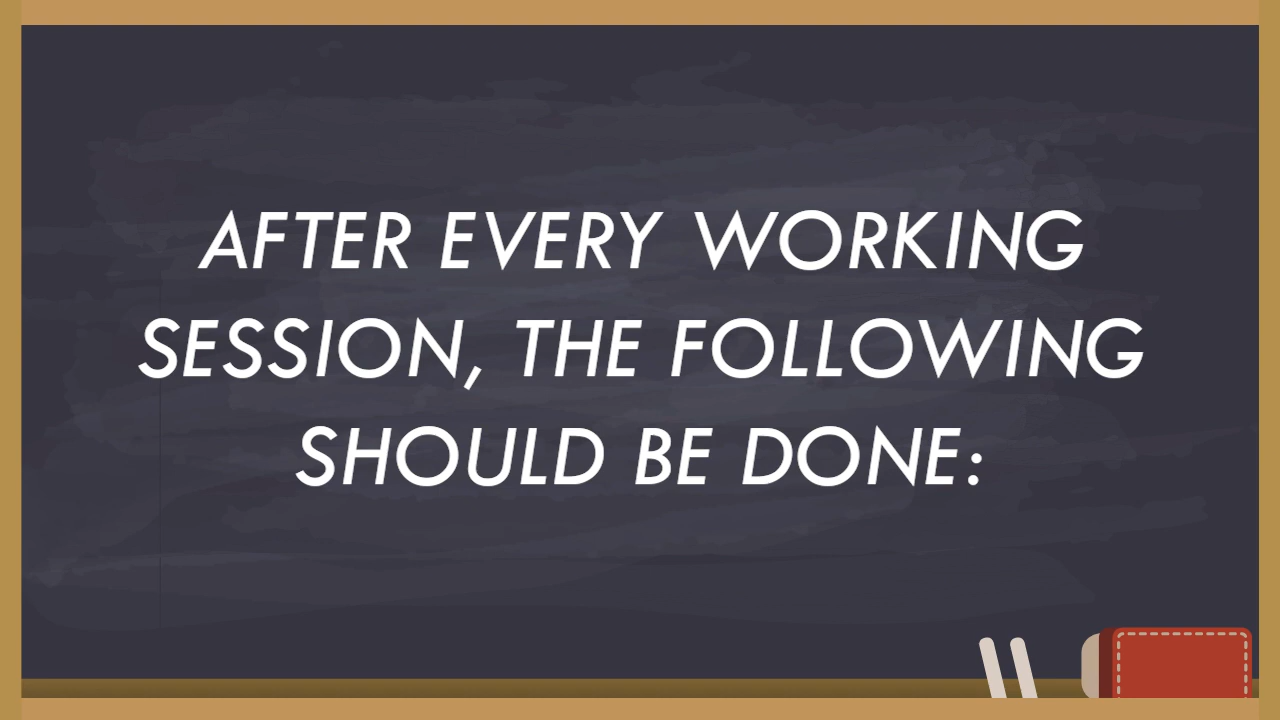 AFTER EVERY WORKING
SESSION, THE FOLLOWING
SHOULD BE DONE: